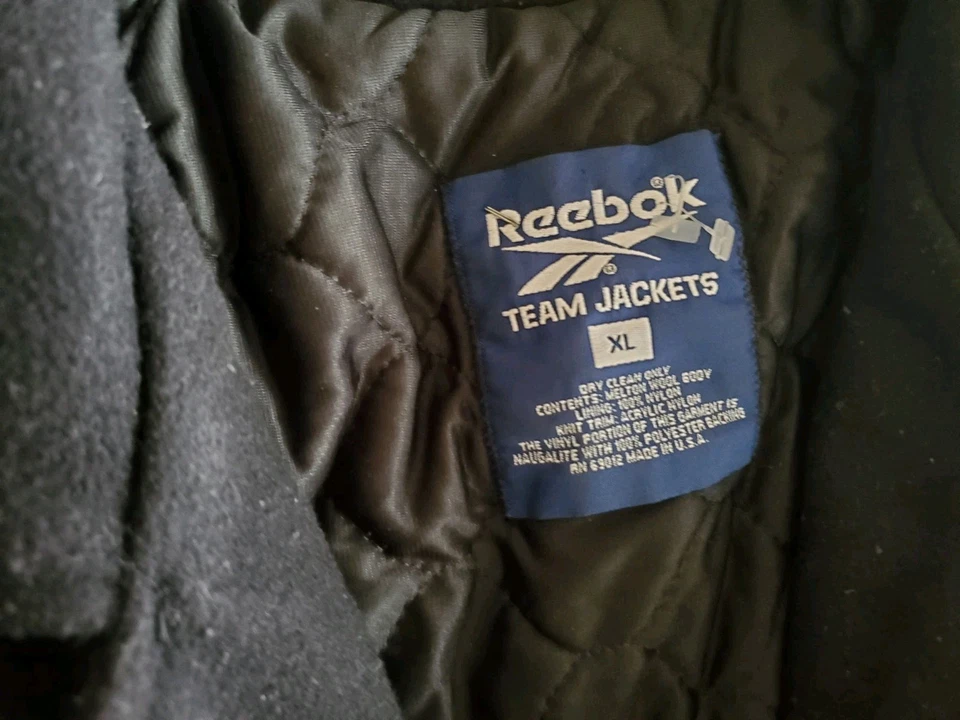 Reebok®
®
TEAM JACKETS
XL
DRY CLEAN ONLY
CONTENTS: MELTON WOOL BODY
LINING: 100% NYLON
KNIT TRIM: ACRYLIC NYLON
THE VINYL PORTION OF THIS GARMENT IS
NAUGALITE WITH 100% POLYESTER BACKING
RN 69012 MADE IN U.S.A.